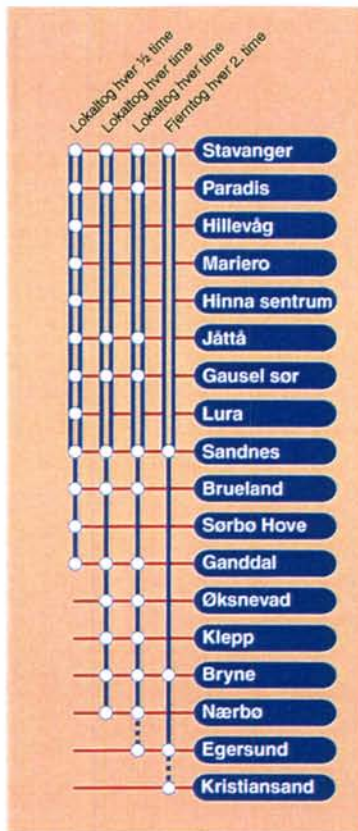 Lokaltog hver ½ time
Lokaltog hver time
Lokaltog hver time
Fjerntog hver 2. time
Stavanger
Paradis
Hillevåg
Mariero
Hinna sentrum
Jåttå
Gausel sør
Lura
Sandnes
Brueland
Sørbø Hove
Ganddal
Øksnevad
Klepp
Bryne
Nærbø
Egersund
Kristiansand